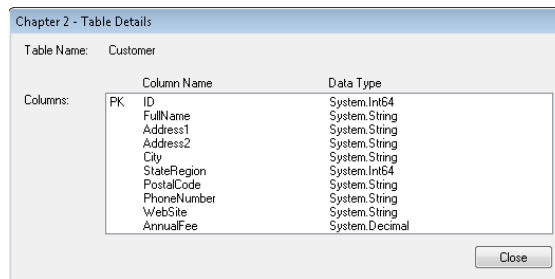 Chapter 2 - Table Details
Table Name: Customer
Column Name Data Type
Columns: PK ID System.Int64
FullName System.String
Address1 System.String
Address2 System.String
City System.String
StateRegion System.Int64
PostalCode System.String
PhoneNumber System.String
WebSite System.String
AnnualFee System.Decimal
Close